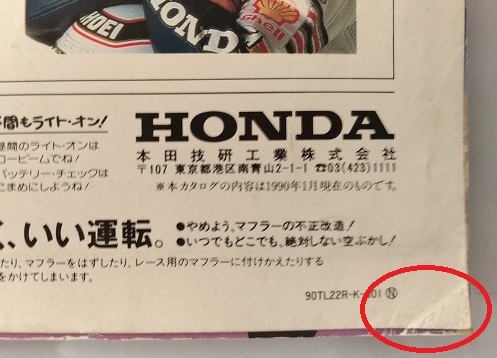 SHOEI
HONDA
Shell
間もライト・オン!
昼間のライト・オンは
ロービームでね!
バッテリー・チェックは
こまめにしようね!
HONDA
本田技研工業株式会社
〒107 東京都港区南青山2-1-1 ☎03(423)1111
※本カタログの内容は1990年1月現在のものです。
、いい運転。
●やめよう、マフラーの不正改造!
●いつでもどこでも、絶対しない空ぶかし!
たり、マフラーをはずしたり、レース用のマフラーに付けかえたりする
をかけてしまいます。
90TL22R-K-001 Ⓝ